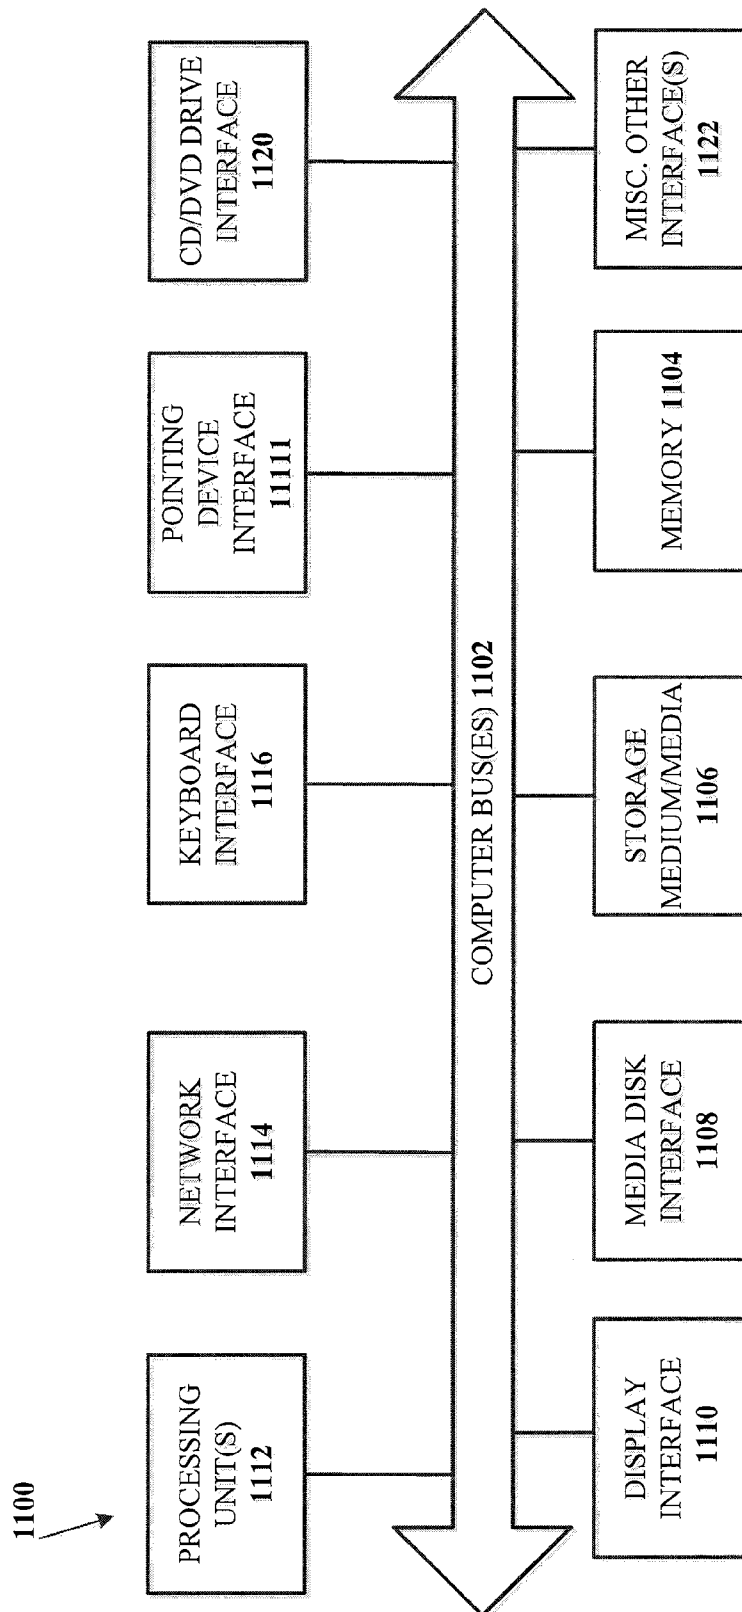 1100
PROCESSING
UNIT(S)
1112
NETWORK
INTERFACE
1114
KEYBOARD
INTERFACE
1116
POINTING
DEVICE
INTERFACE
11111
CD/DVD DRIVE
INTERFACE
1120
COMPUTER BUS(ES) 1102
DISPLAY
INTERFACE
1110
MEDIA DISK
INTERFACE
1108
STORAGE
MEDIUM/MEDIA
1106
MEMORY 1104
MISC. OTHER
INTERFACE(S)
1122